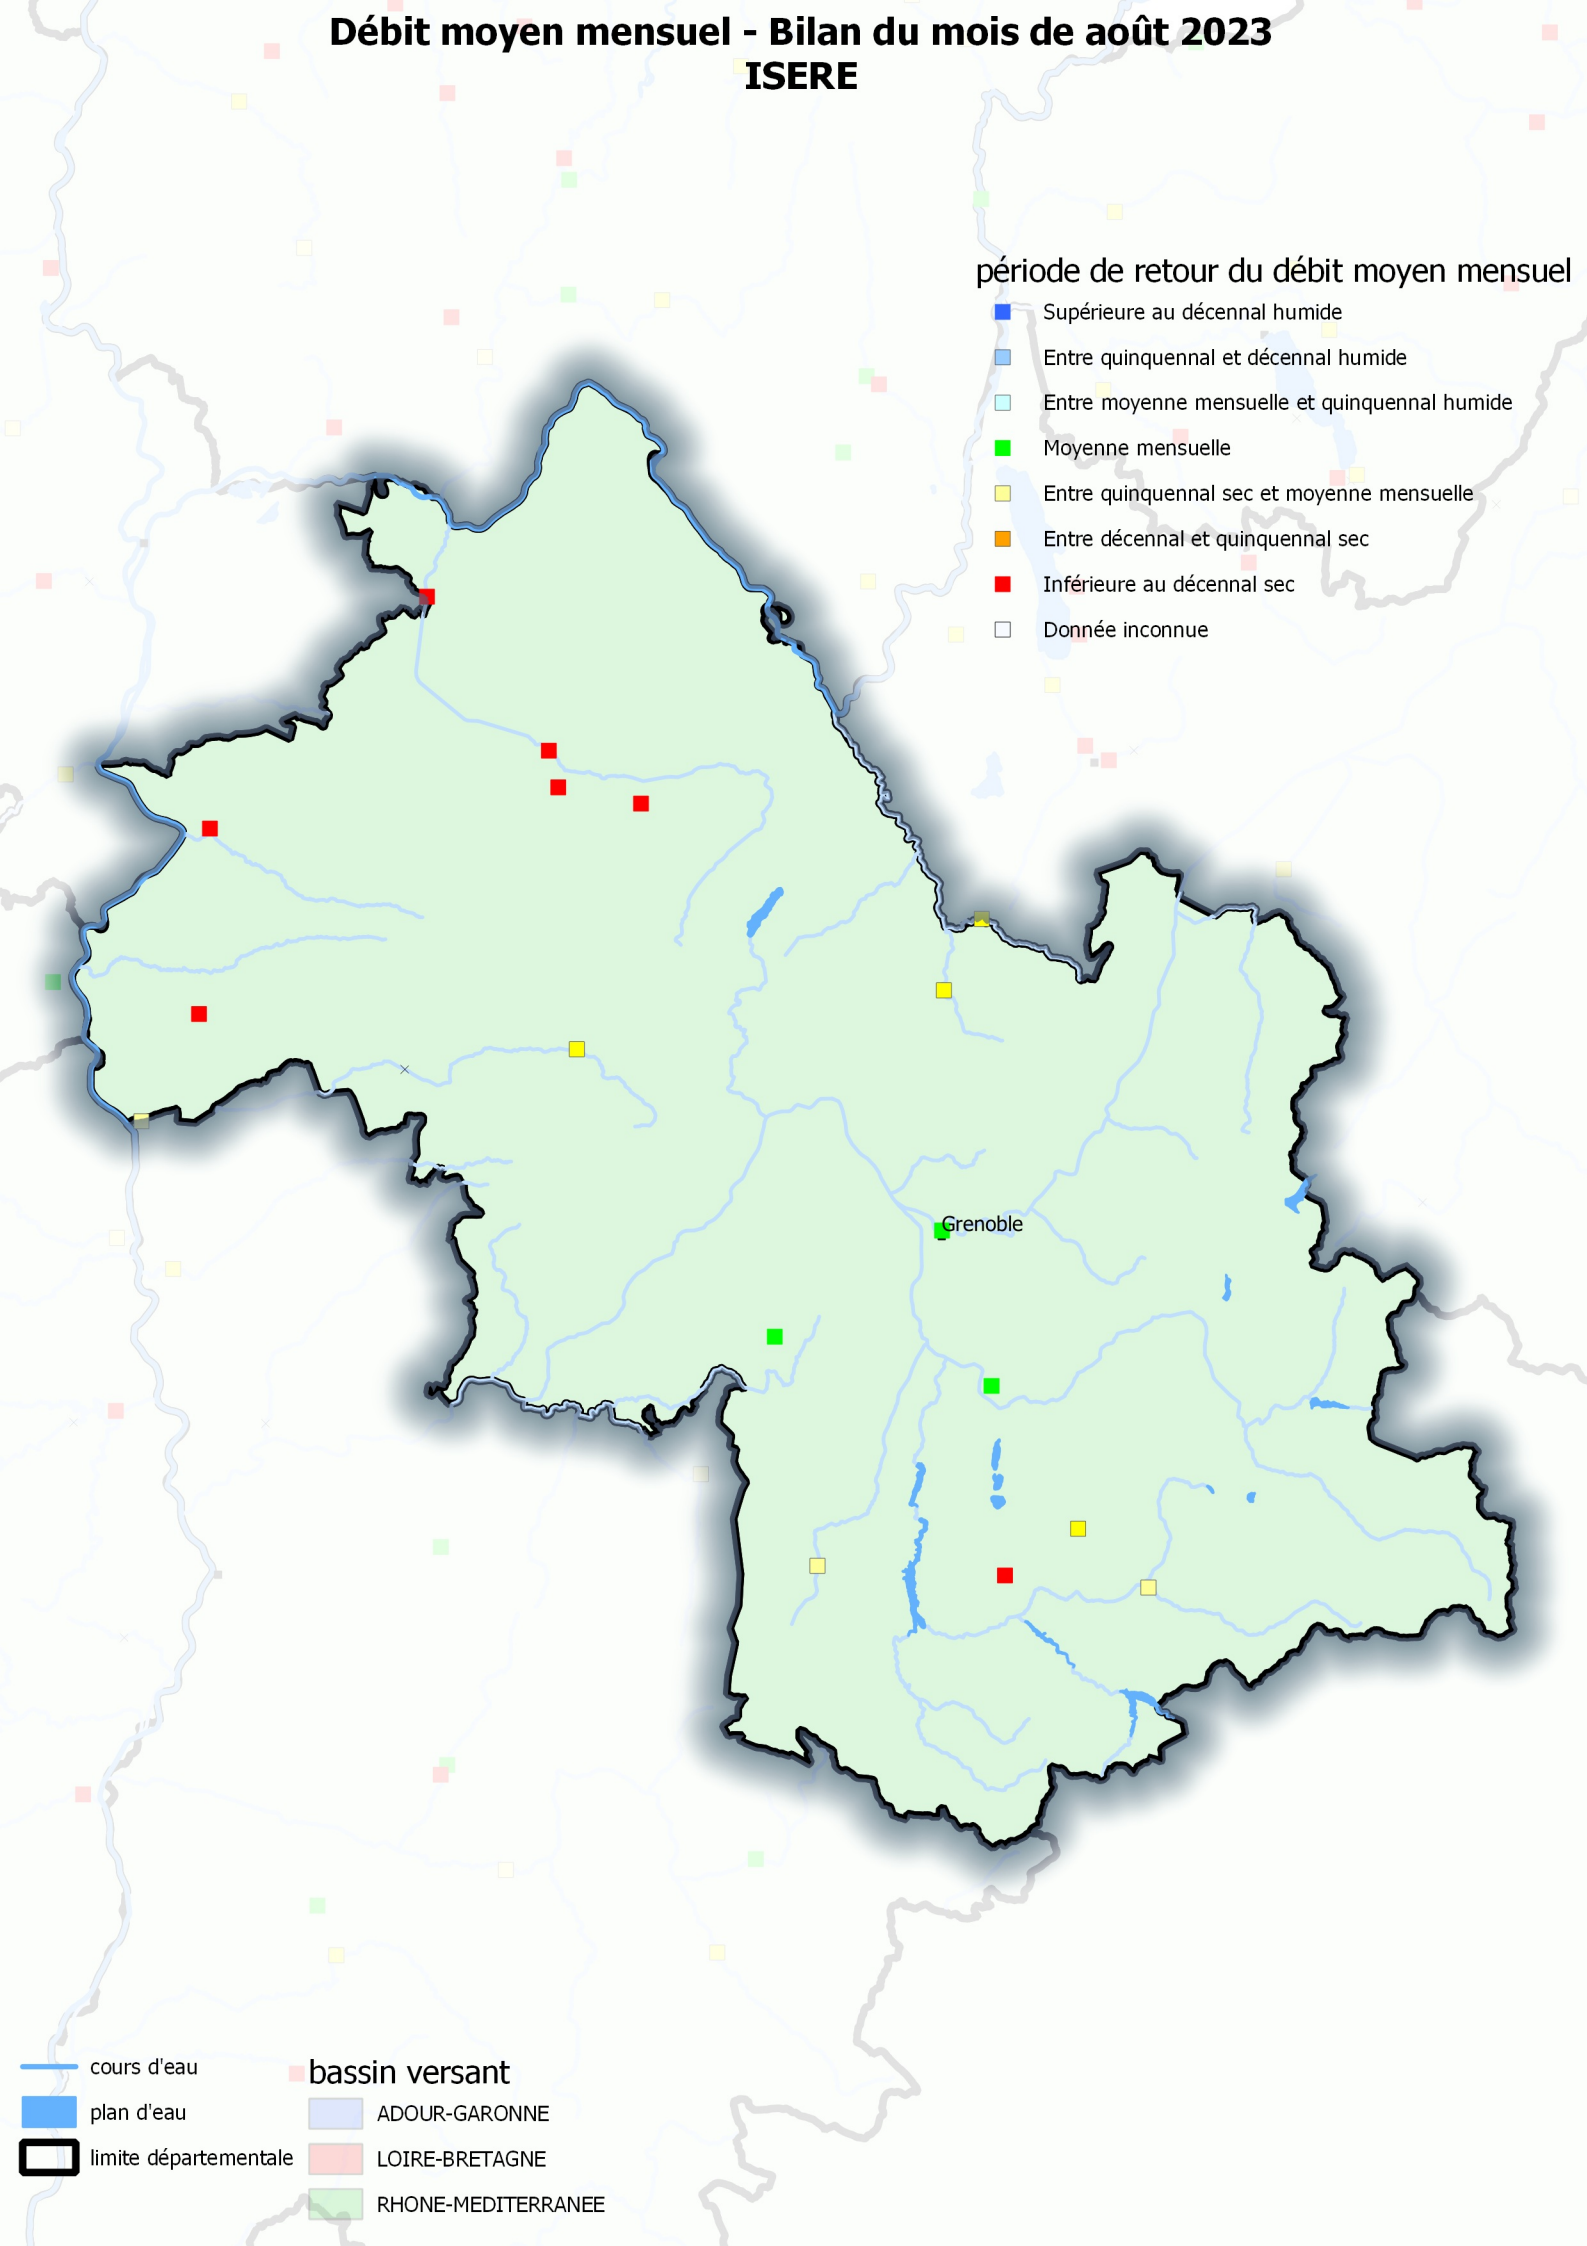 Débit moyen mensuel - Bilan du mois de août 2023
ISERE
période de retour du débit moyen mensuel
Supérieure au décennal humide
Entre quinquennal et décennal humide
Entre moyenne mensuelle et quinquennal humide
Moyenne mensuelle
Entre quinquennal sec et moyenne mensuelle
Entre décennal et quinquennal sec
Inférieure au décennal sec
Donnée inconnue
Grenoble
cours d'eau
plan d'eau
limite départementale
bassin versant
ADOUR-GARONNE
LOIRE-BRETAGNE
RHONE-MEDITERRANEE